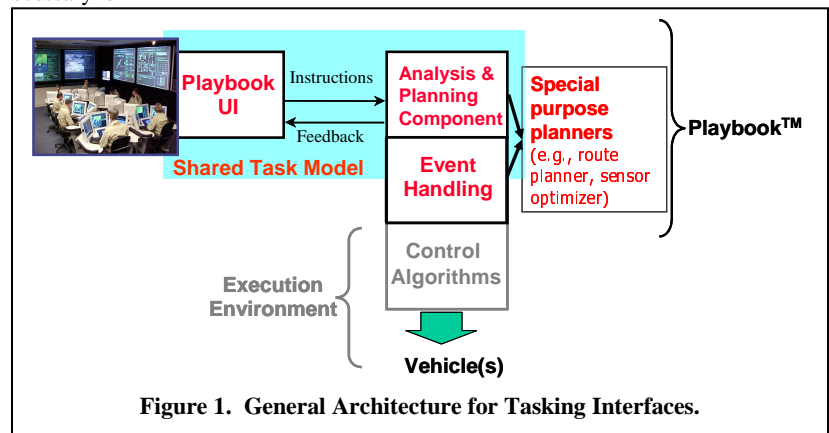 Playbook
UI
Instructions
Feedback
Analysis &
Planning
Component
Event
Handling
Special
purpose
planners
(e.g., route
planner, sensor
optimizer)
Playbook™
Shared Task Model
Control
Algorithms
Execution
Environment
Vehicle(s)
Figure 1. General Architecture for Tasking Interfaces.